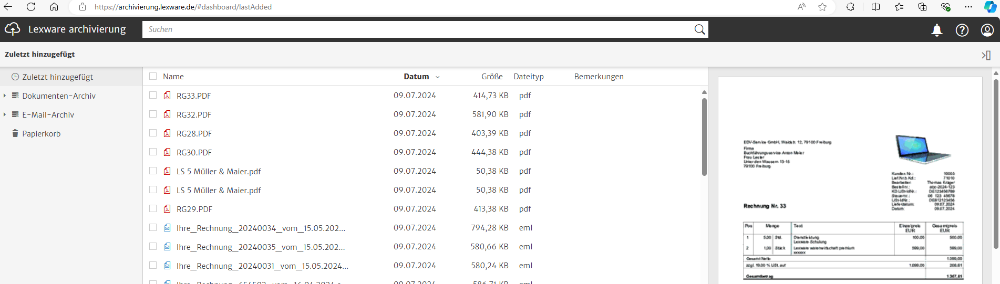 https://archivierung.lexware.de/#dashboard/lastAdded
Lexware archivierung
Suchen
Zuletzt hinzugefügt
Zuletzt hinzugefügt
Dokumenten-Archiv
E-Mail-Archiv
Papierkorb
Name Datum Größe Dateityp Bemerkungen
RG33.PDF 09.07.2024 414,73 KB pdf
RG32.PDF 09.07.2024 581,90 KB pdf
RG28.PDF 09.07.2024 403,39 KB pdf
RG30.PDF 09.07.2024 444,38 KB pdf
LS 5 Müller & Maier.pdf 09.07.2024 50,38 KB pdf
LS 5 Müller & Maier.pdf 09.07.2024 50,38 KB pdf
RG29.PDF 09.07.2024 413,38 KB pdf
Ihre_Rechnung_20240034_vom_15.05.202... 09.07.2024 794,28 KB eml
Ihre_Rechnung_20240035_vom_15.05.202... 09.07.2024 580,66 KB eml
Ihre_Rechnung_20240031_vom_15.05.2024... 09.07.2024 580,24 KB eml
EDV-Service GmbH, Waldstr. 12, 79100 Freiburg
Firma
Buchführungsservice Anton Meier
Frau Lester
Unter den Wassern 13-15
79100 Freiburg
Kunden Nr.: 10003
Lief.Nr.b.Kd.: 71010
Bearbeiter: Thomas Krüger
Bestellnr.: abc-2024-123
KD.USt-IdNr.: DE123456789
Steuernr.: 06 123 45678
USt-IdNr.: DE812123456
Lieferdatum: 09.07.2024
Datum: 09.07.2024
Rechnung Nr. 33
Pos Menge Text Einzelpreis EUR Gesamtpreis EUR
1 5,00 Std. Dienstleistung 100,00 500,00
Lexware Schulung
2 1,00 Stück Lexware warenwirtschaft premium 599,00 599,00
xxxxxx
Gesamt Netto 1.099,00
zzgl. 19,00 % USt. auf 1.099,00 208,81
Gesamtbetrag 1.307,81